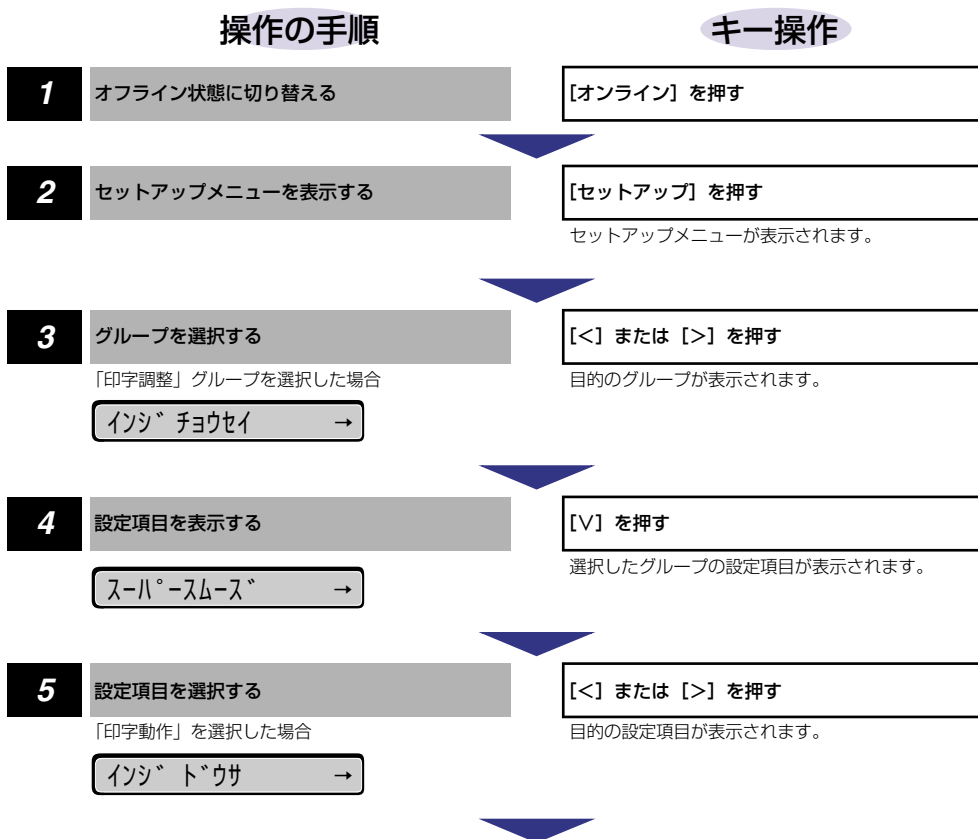 操作の手順
キー操作
1
オフライン状態に切り替える
[オンライン] を押す
2
セットアップメニューを表示する
[セットアップ] を押す
セットアップメニューが表示されます。
3
グループを選択する
[<] または [>] を押す
「印字調整」グループを選択した場合
目的のグループが表示されます。
インジ チョウセイ →
4
設定項目を表示する
[∨] を押す
選択したグループの設定項目が表示されます。
スーパースムーズ →
5
設定項目を選択する
[<] または [>] を押す
「印字動作」を選択した場合
目的の設定項目が表示されます。
インジ ドウサ →